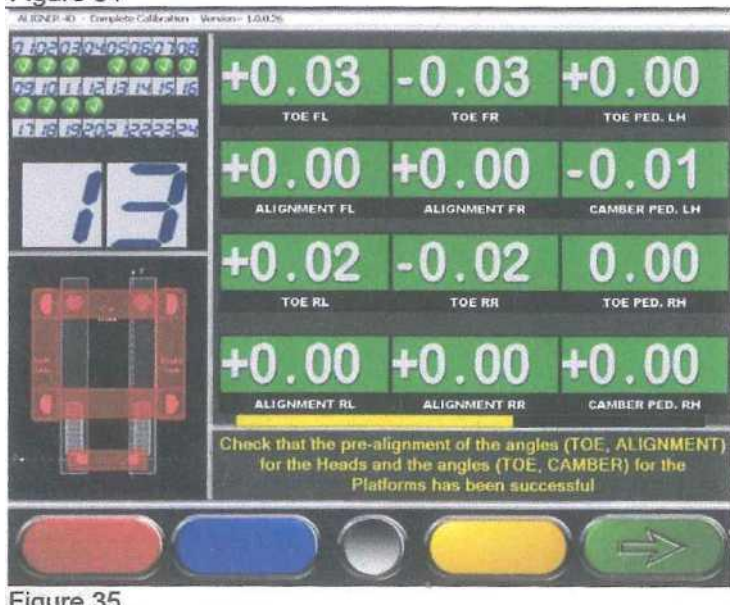 ALIGNER 4D - Complete Calibration - Version - 1.0.0.26
01 02 03 04 05 06 07 08
09 10 11 12 13 14 15 16
17 18 19 20 21 22 23 24
13
+0.03 -0.03 +0.00
TOE FL TOE FR TOE PED. LH
+0.00 +0.00 -0.01
ALIGNMENT FL ALIGNMENT FR CAMBER PED. LH
+0.02 -0.02 0.00
TOE RL TOE RR TOE PED. RH
+0.00 +0.00 +0.00
ALIGNMENT RL ALIGNMENT RR CAMBER PED. RH
Check that the pre-alignment of the angles (TOE, ALIGNMENT)
for the Heads and the angles (TOE, CAMBER) for the
Platforms has been successful
Figure 35